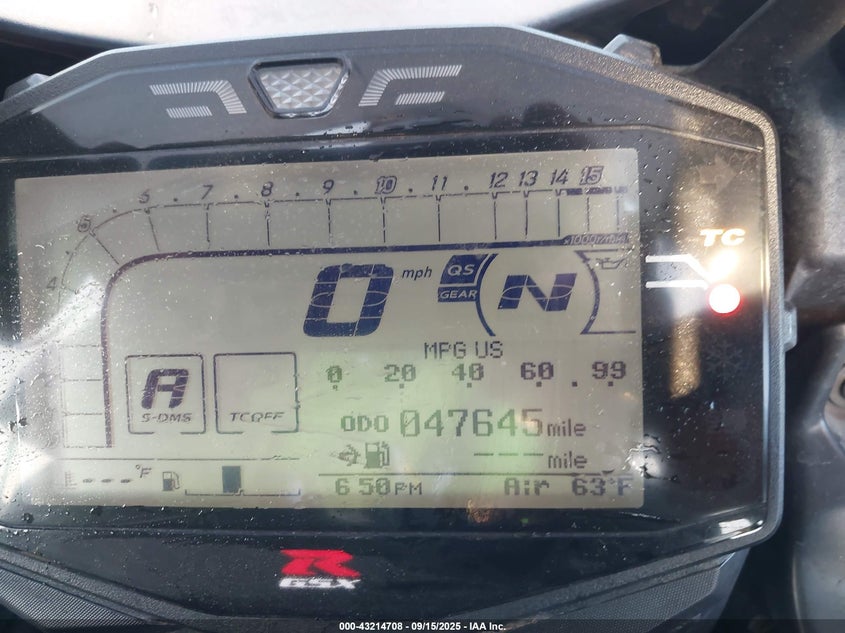 4 5 6 7 8 9 10 11 12 13 14 15
x1000r/min
TC
0 mph QS GEAR N
MPG US
0 20 40 60 99
A S-DMS TC OFF
ODO 047645 mile
--- mile
---°F
6 50 PM Air 63°F
R
GSX
000-43214708 - 09/15/2025 - IAA Inc.